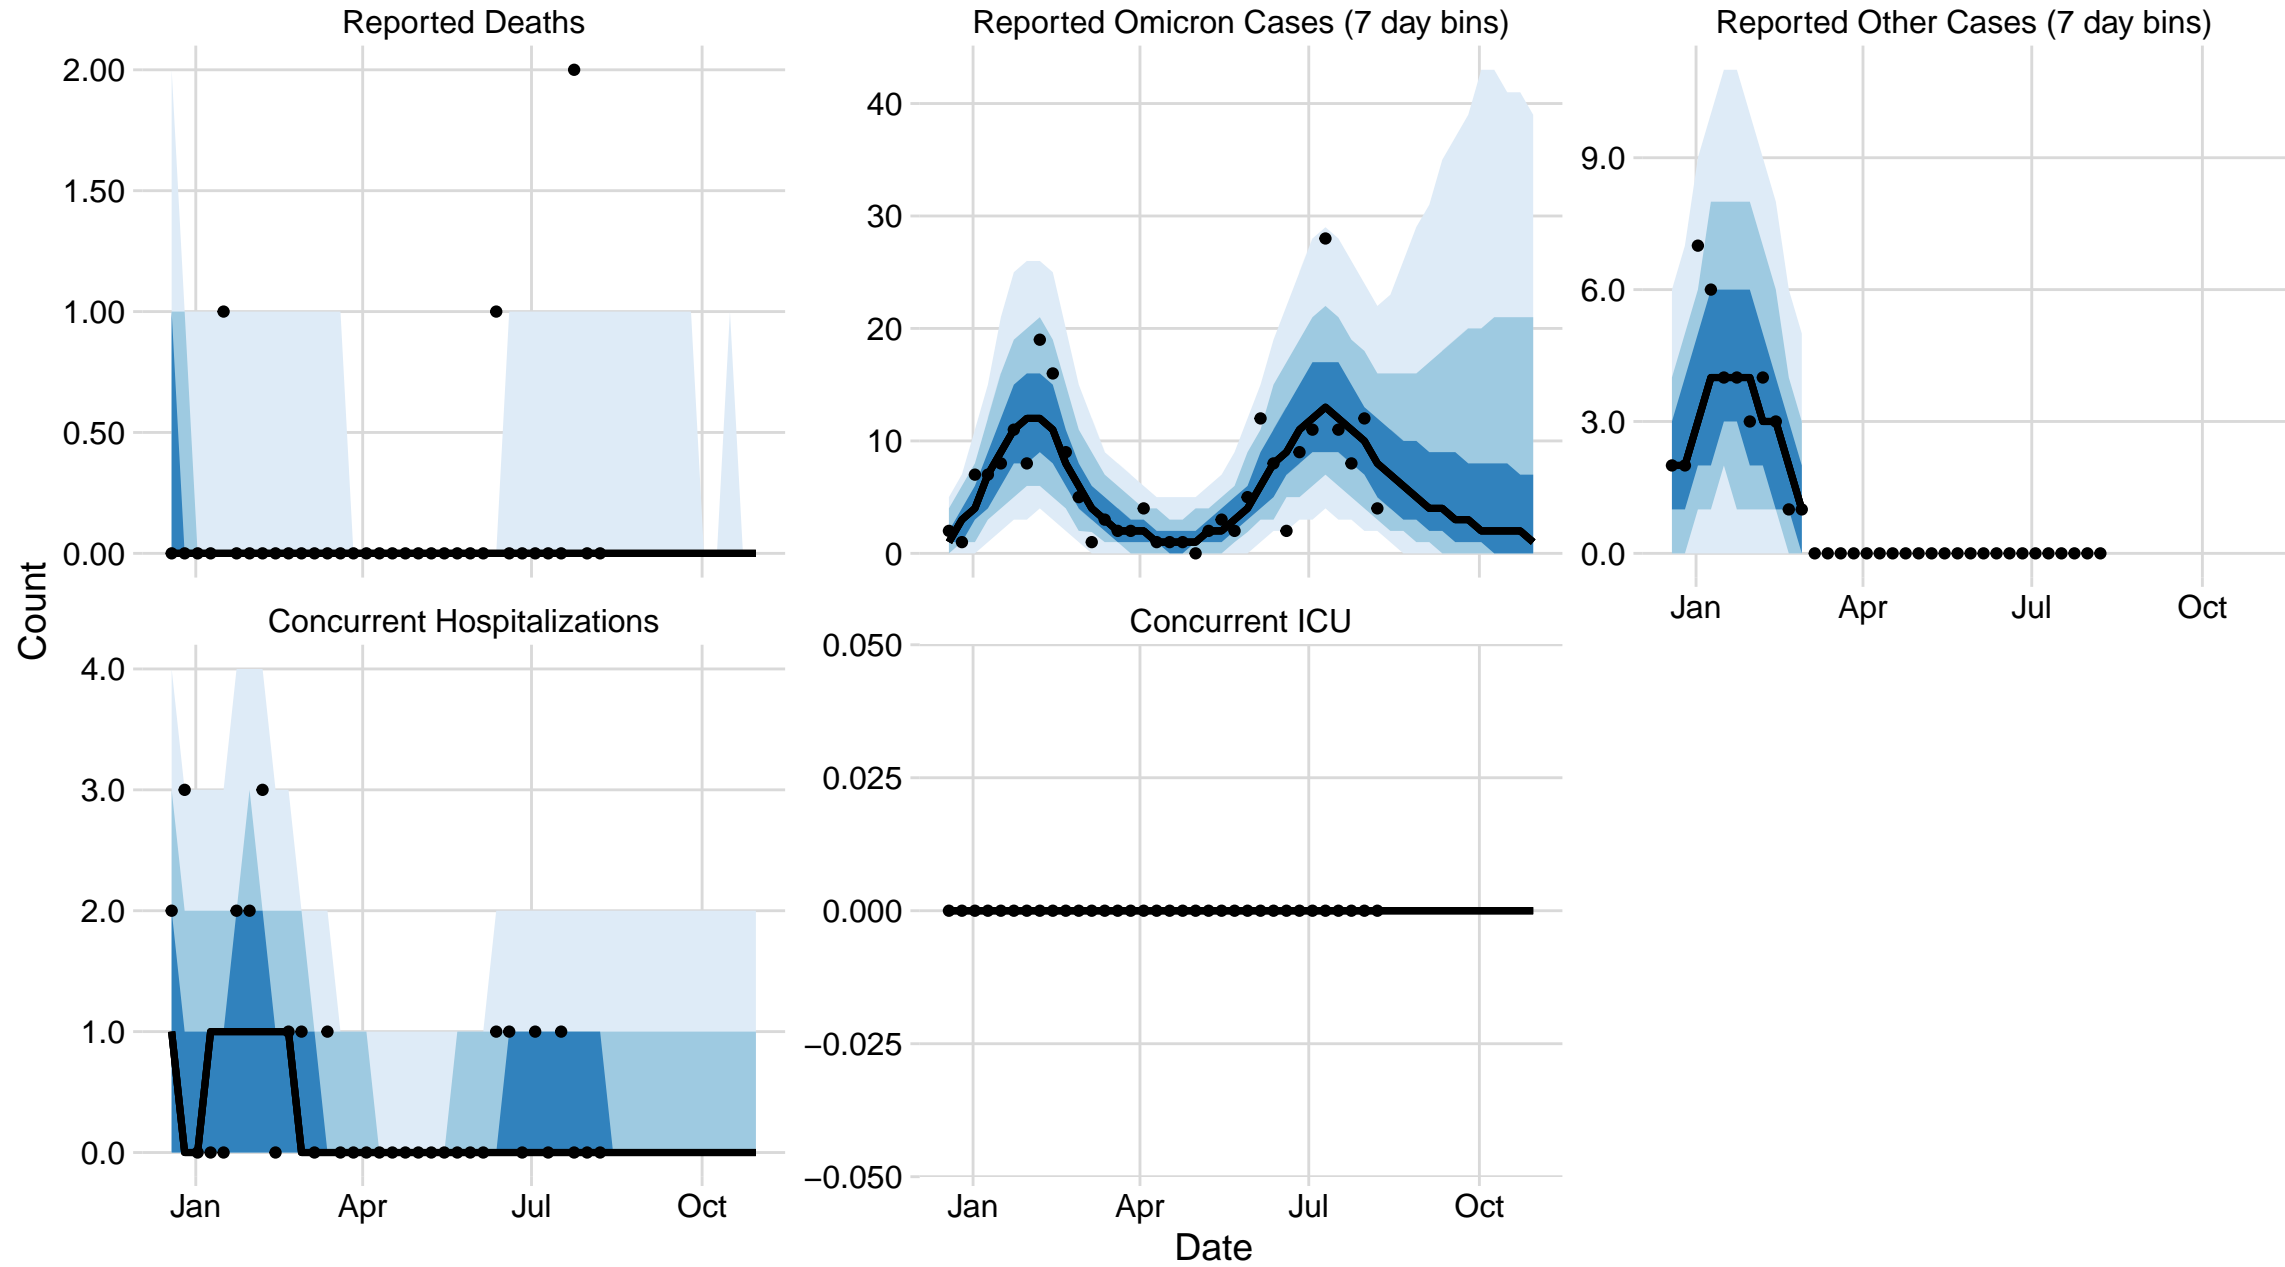 Reported Deaths
2.00
1.50
1.00
0.50
0.00
Reported Omicron Cases (7 day bins)
40
30
20
10
0
Reported Other Cases (7 day bins)
9.0
6.0
3.0
0.0
Jan Apr Jul Oct
Count
Concurrent Hospitalizations
4.0
3.0
2.0
1.0
0.0
Jan Apr Jul Oct
Concurrent ICU
0.050
0.025
0.000
−0.025
−0.050
Jan Apr Jul Oct
Date